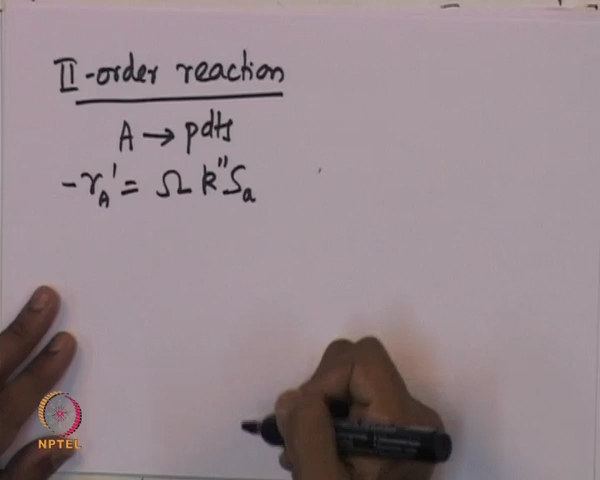 II-order reaction
A → pdts
-r_A' = Ω k''S_a
NPTEL